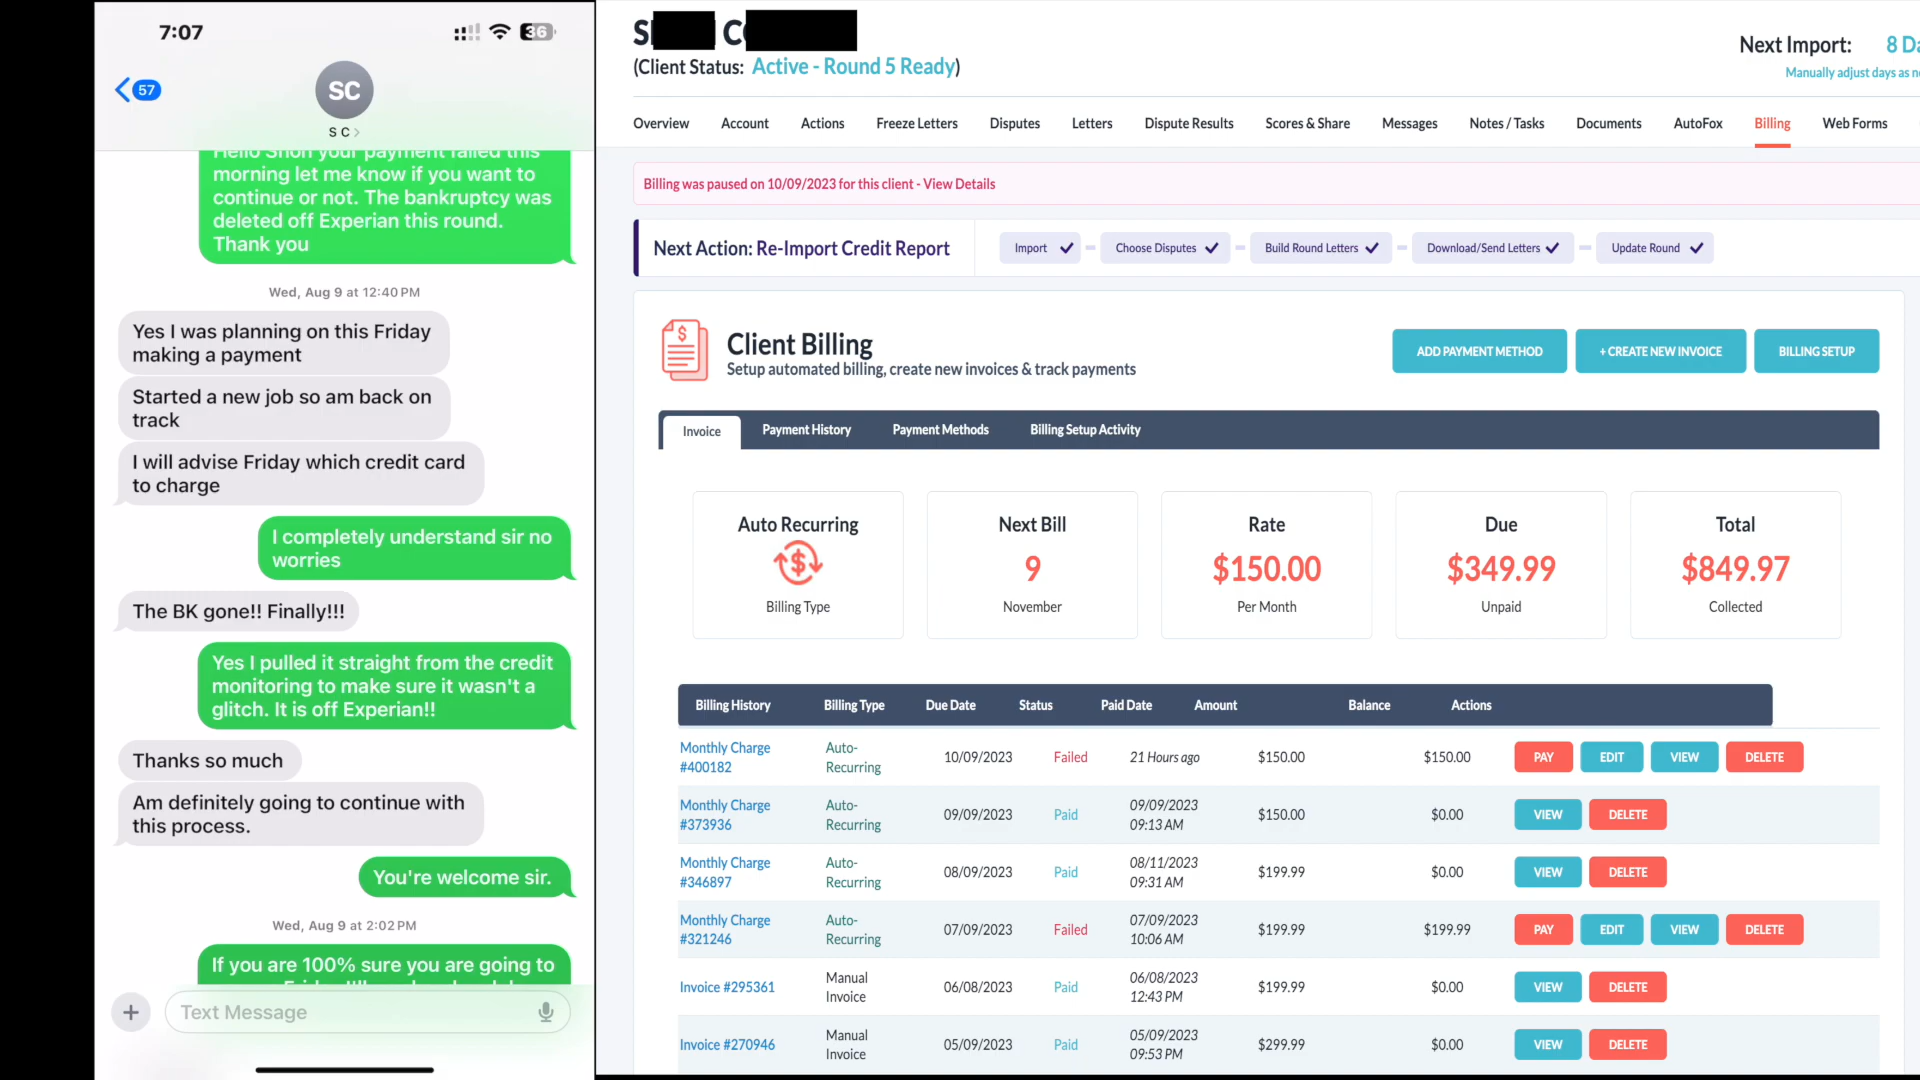 7:07
36
57
SC
S C
Hello Shon your payment failed this
morning let me know if you want to
continue or not. The bankruptcy was
deleted off Experian this round.
Thank you
Wed, Aug 9 at 12:40 PM
Yes I was planning on this Friday
making a payment
Started a new job so am back on
track
I will advise Friday which credit card
to charge
I completely understand sir no
worries
The BK gone!! Finally!!!
Yes I pulled it straight from the credit
monitoring to make sure it wasn't a
glitch. It is off Experian!!
Thanks so much
Am definitely going to continue with
this process.
You're welcome sir.
Wed, Aug 9 at 2:02 PM
If you are 100% sure you are going to
Text Message
(Client Status: Active - Round 5 Ready)
Next Import: 8
Manually adjust days as
Overview Account Actions Freeze Letters Disputes Letters Dispute Results Scores & Share Messages Notes / Tasks Documents AutoFox Billing Web Forms
Billing was paused on 10/09/2023 for this client - View Details
Next Action: Re-Import Credit Report
Import Choose Disputes Build Round Letters Download/Send Letters Update Round
Client Billing
Setup automated billing, create new invoices & track payments
ADD PAYMENT METHOD + CREATE NEW INVOICE BILLING SETUP
Invoice Payment History Payment Methods Billing Setup Activity
Auto Recurring Next Bill Rate Due Total
9 $150.00 $349.99 $849.97
Billing Type November Per Month Unpaid Collected
Billing History Billing Type Due Date Status Paid Date Amount Balance Actions
Monthly Charge Auto-
#400182 Recurring 10/09/2023 Failed 21 Hours ago $150.00 $150.00 PAY EDIT VIEW DELETE
Monthly Charge Auto- 09/09/2023
#373936 Recurring 09/09/2023 Paid 09:13 AM $150.00 $0.00 VIEW DELETE
Monthly Charge Auto- 08/11/2023
#346897 Recurring 08/09/2023 Paid 09:31 AM $199.99 $0.00 VIEW DELETE
Monthly Charge Auto- 07/09/2023
#321246 Recurring 07/09/2023 Failed 10:06 AM $199.99 $199.99 PAY EDIT VIEW DELETE
Manual 06/08/2023
Invoice #295361 Invoice 06/08/2023 Paid 12:43 PM $199.99 $0.00 VIEW DELETE
Manual 05/09/2023
Invoice #270946 Invoice 05/09/2023 Paid 09:53 PM $299.99 $0.00 VIEW DELETE